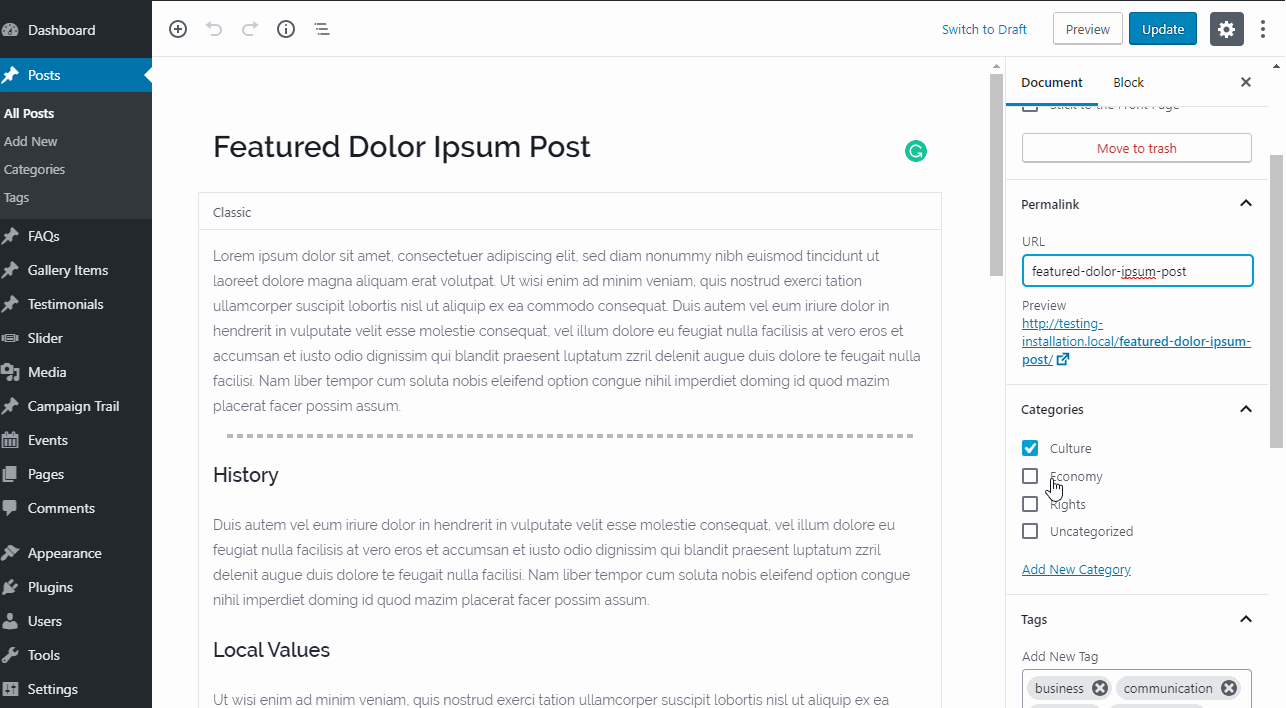 Dashboard
Posts
All Posts
Add New
Categories
Tags
FAQs
Gallery Items
Testimonials
Slider
Media
Campaign Trail
Events
Pages
Comments
Appearance
Plugins
Users
Tools
Settings
Switch to Draft
Preview
Update
Featured Dolor Ipsum Post
Classic
Lorem ipsum dolor sit amet, consectetuer adipiscing elit, sed diam nonummy nibh euismod tincidunt ut
laoreet dolore magna aliquam erat volutpat. Ut wisi enim ad minim veniam, quis nostrud exerci tation
ullamcorper suscipit lobortis nisl ut aliquip ex ea commodo consequat. Duis autem vel eum iriure dolor in
hendrerit in vulputate velit esse molestie consequat, vel illum dolore eu feugiat nulla facilisis at vero eros et
accumsan et iusto odio dignissim qui blandit praesent luptatum zzril delenit augue duis dolore te feugait nulla
facilisi. Nam liber tempor cum soluta nobis eleifend option congue nihil imperdiet doming id quod mazim
placerat facer possim assum.
History
Duis autem vel eum iriure dolor in hendrerit in vulputate velit esse molestie consequat, vel illum dolore eu
feugiat nulla facilisis at vero eros et accumsan et iusto odio dignissim qui blandit praesent luptatum zzril
delenit augue duis dolore te feugait nulla facilisi. Nam liber tempor cum soluta nobis eleifend option congue
nihil imperdiet doming id quod mazim placerat facer possim assum.
Local Values
Ut wisi enim ad minim veniam, quis nostrud exerci tation ullamcorper suscipit lobortis nisl ut aliquip ex ea
Document
Block
Stick to the Front Page
Move to trash
Permalink
URL
featured-dolor-ipsum-post
Preview
http://testing-
installation.local/featured-dolor-ipsum-
post/
Categories
Culture
Economy
Rights
Uncategorized
Add New Category
Tags
Add New Tag
business
communication